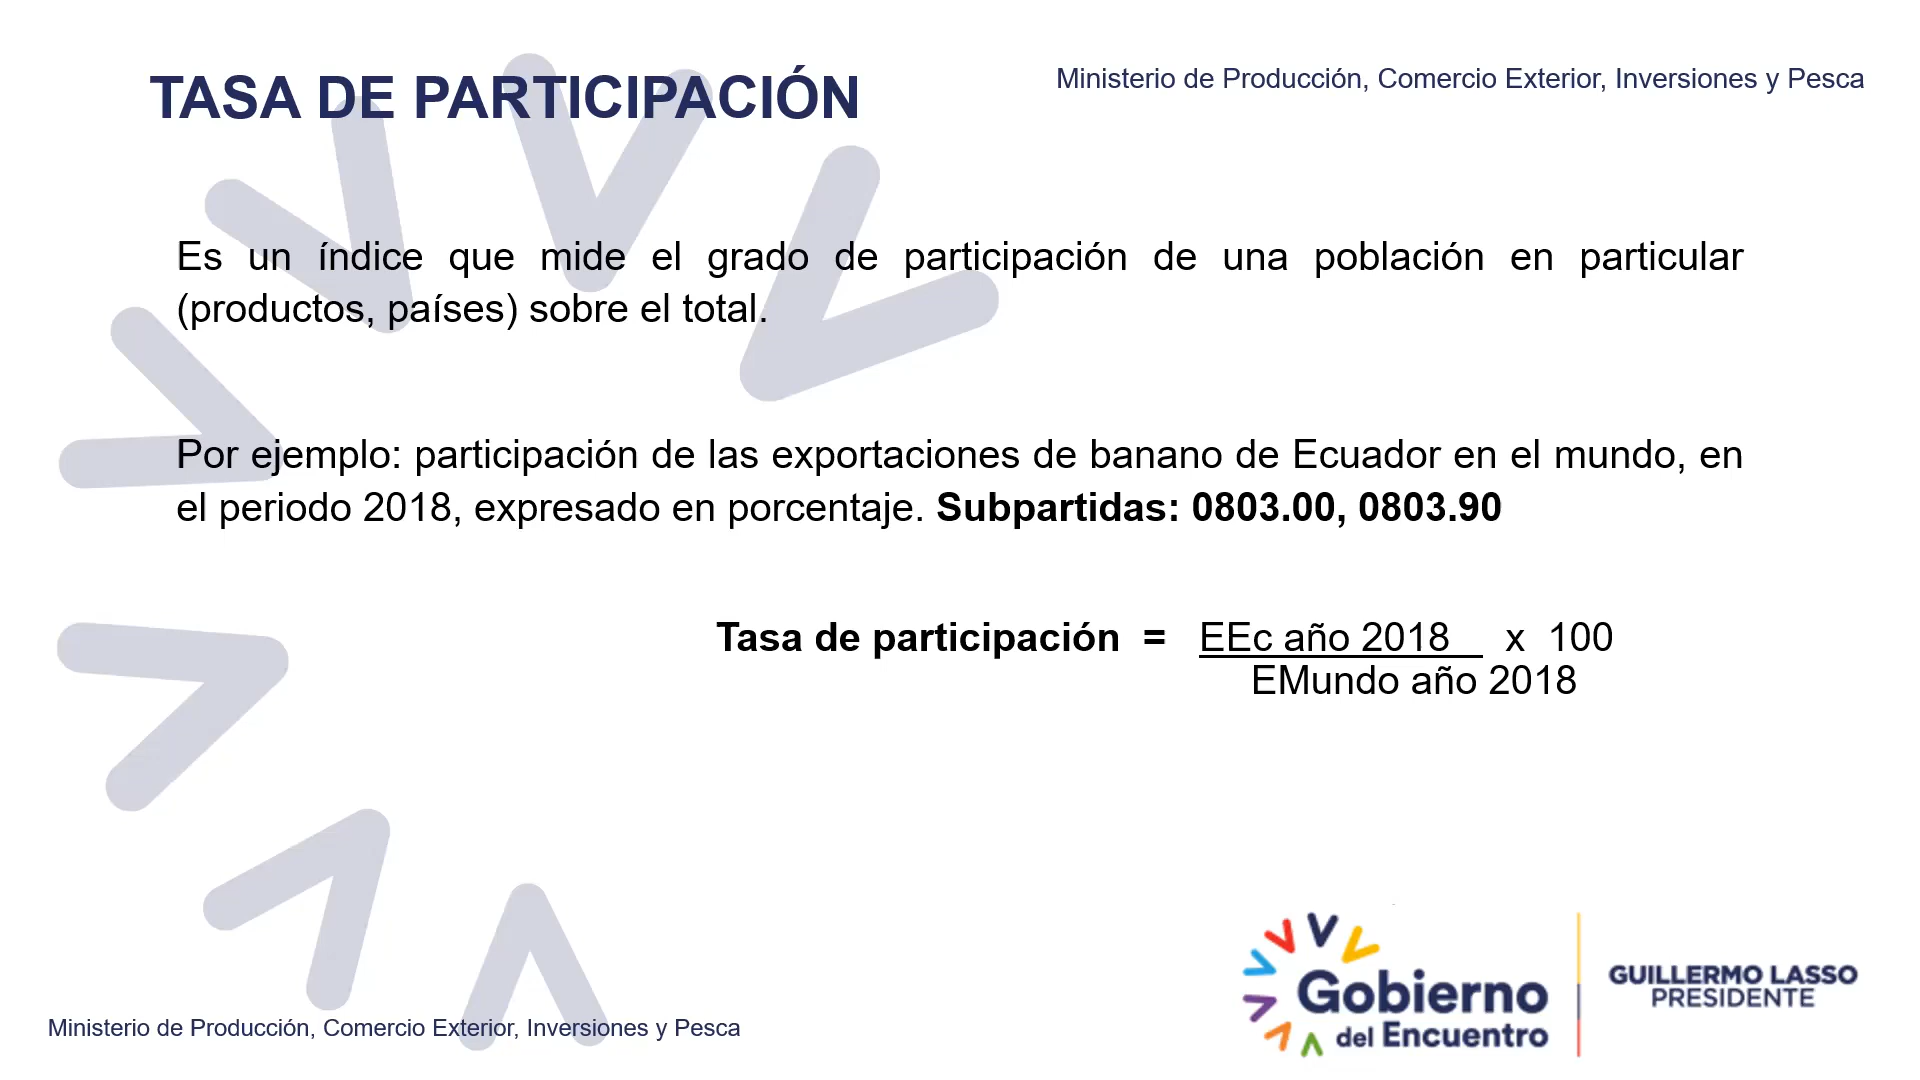 TASA DE PARTICIPACIÓN
Ministerio de Producción, Comercio Exterior, Inversiones y Pesca
Es un índice que mide el grado de participación de una población en particular
(productos, países) sobre el total.
Por ejemplo: participación de las exportaciones de banano de Ecuador en el mundo, en
el periodo 2018, expresado en porcentaje. Subpartidas: 0803.00, 0803.90
Tasa de participación = EEc año 2018 x 100
EMundo año 2018
Gobierno
del Encuentro
GUILLERMO LASSO
PRESIDENTE
Ministerio de Producción, Comercio Exterior, Inversiones y Pesca